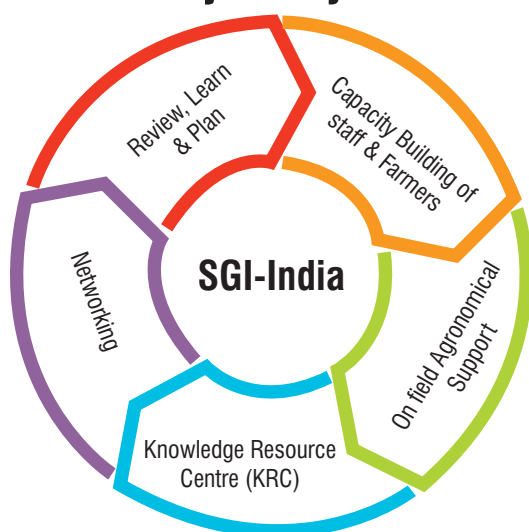 Review, Learn
& Plan
Capacity Building of
staff & Farmers
SGI-India
Networking
On field Agronomical
Support
Knowledge Resource
Centre (KRC)